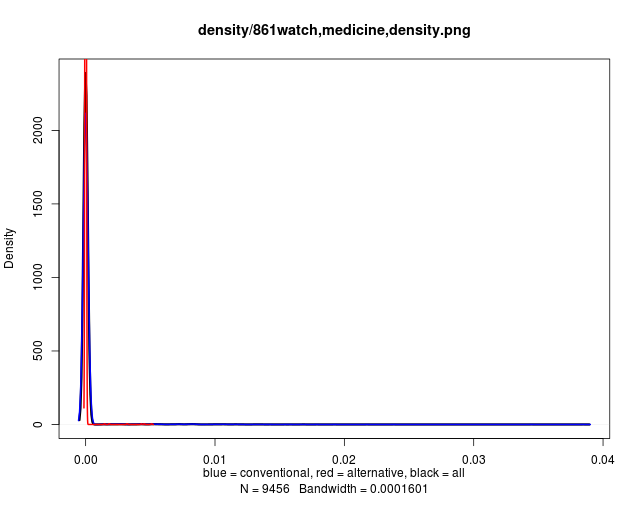 density/861watch,medicine,density.png
Density
2000
1500
1000
500
0
0.00 0.01 0.02 0.03 0.04
blue = conventional, red = alternative, black = all
N = 9456 Bandwidth = 0.0001601